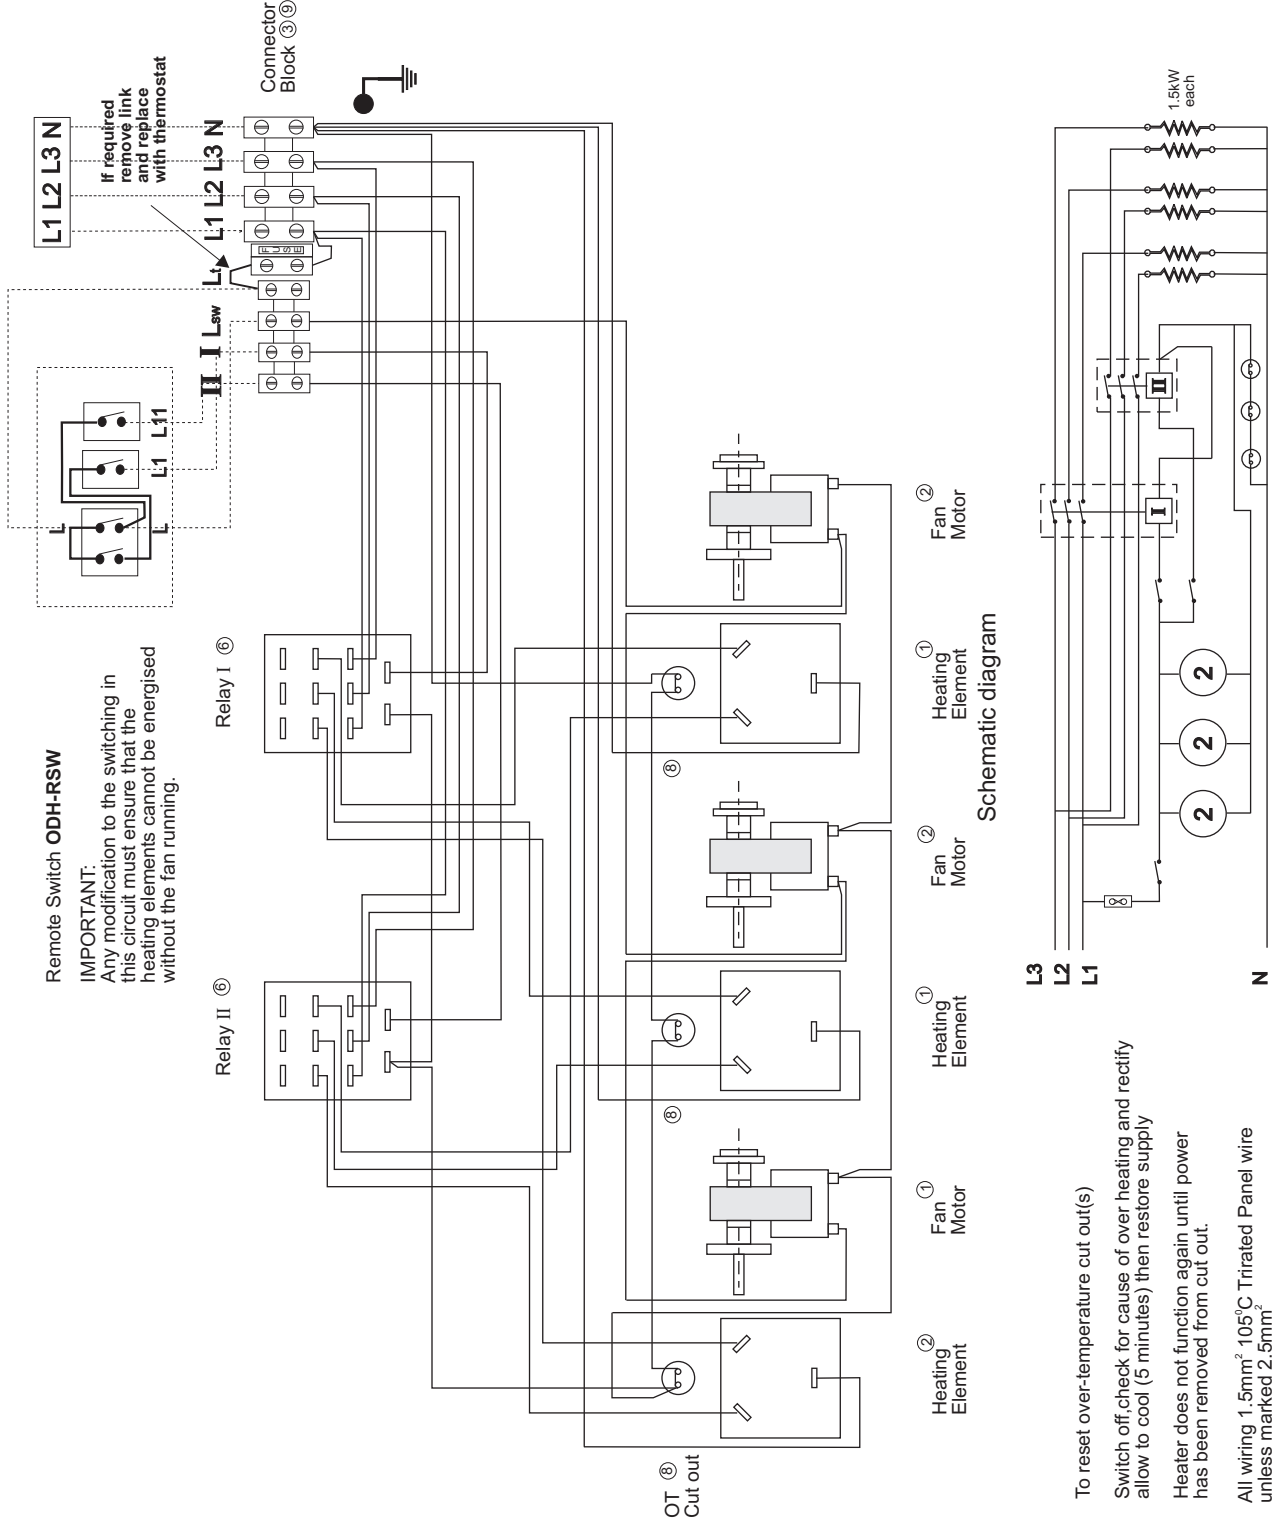 Remote Switch ODH-RSW
IMPORTANT:
Any modification to the switching in
this circuit must ensure that the
heating elements cannot be energised
without the fan running.
L
L
L1
L11
L1 L2 L3 N
If required
remove link
and replace
with thermostat
II I Lsw Lt L1 L2 L3 N
FUSE
Connector
Block ③⑨
Relay II ⑥
Relay I ⑥
OT ⑧
Cut out
⑧
⑧
Heating ②
Element
Fan ①
Motor
Heating ①
Element
Fan ②
Motor
Heating ①
Element
Fan ②
Motor
Schematic diagram
L3
L2
L1
N
2
2
2
I
II
1.5kW
each
To reset over-temperature cut out(s)
Switch off,check for cause of over heating and rectify
allow to cool (5 minutes) then restore supply
Heater does not function again until power
has been removed from cut out.
All wiring 1.5mm² 105⁰C Trirated Panel wire
unless marked 2.5mm²